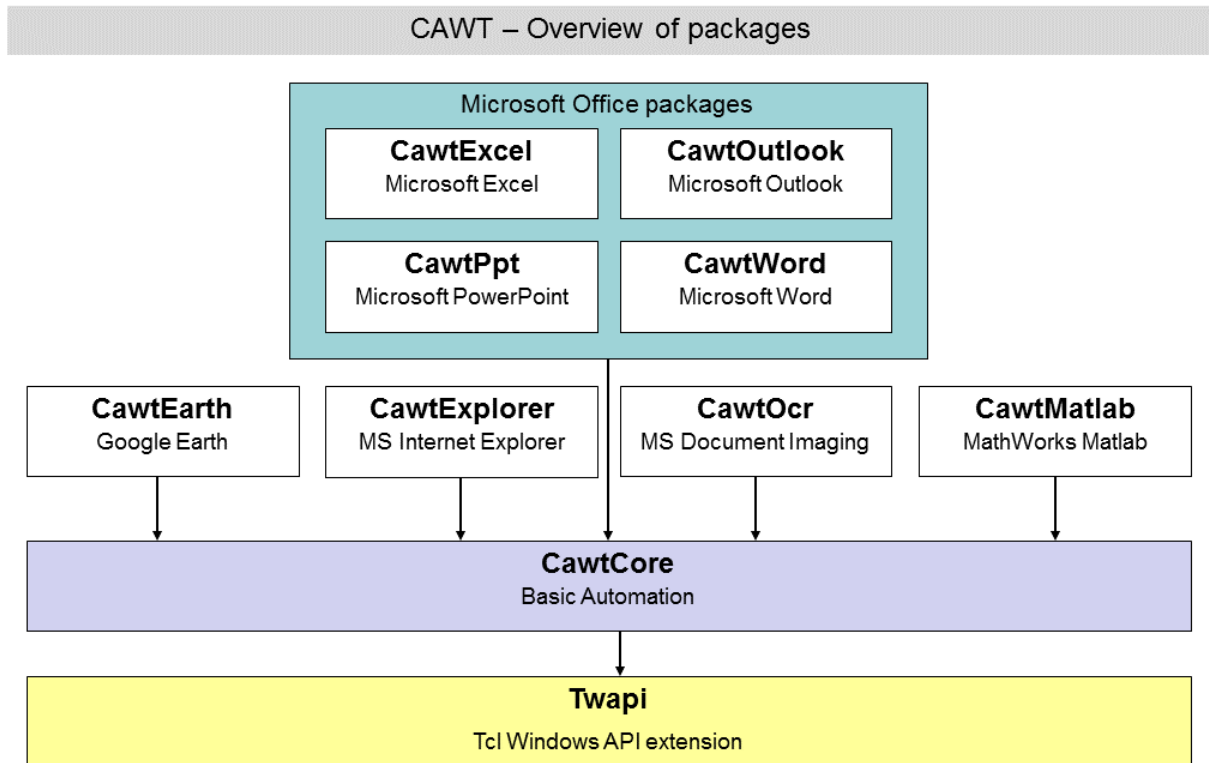 CAWT – Overview of packages
Microsoft Office packages
CawtExcel
Microsoft Excel
CawtOutlook
Microsoft Outlook
CawtPpt
Microsoft PowerPoint
CawtWord
Microsoft Word
CawtEarth
Google Earth
CawtExplorer
MS Internet Explorer
CawtOcr
MS Document Imaging
CawtMatlab
MathWorks Matlab
CawtCore
Basic Automation
Twapi
Tcl Windows API extension